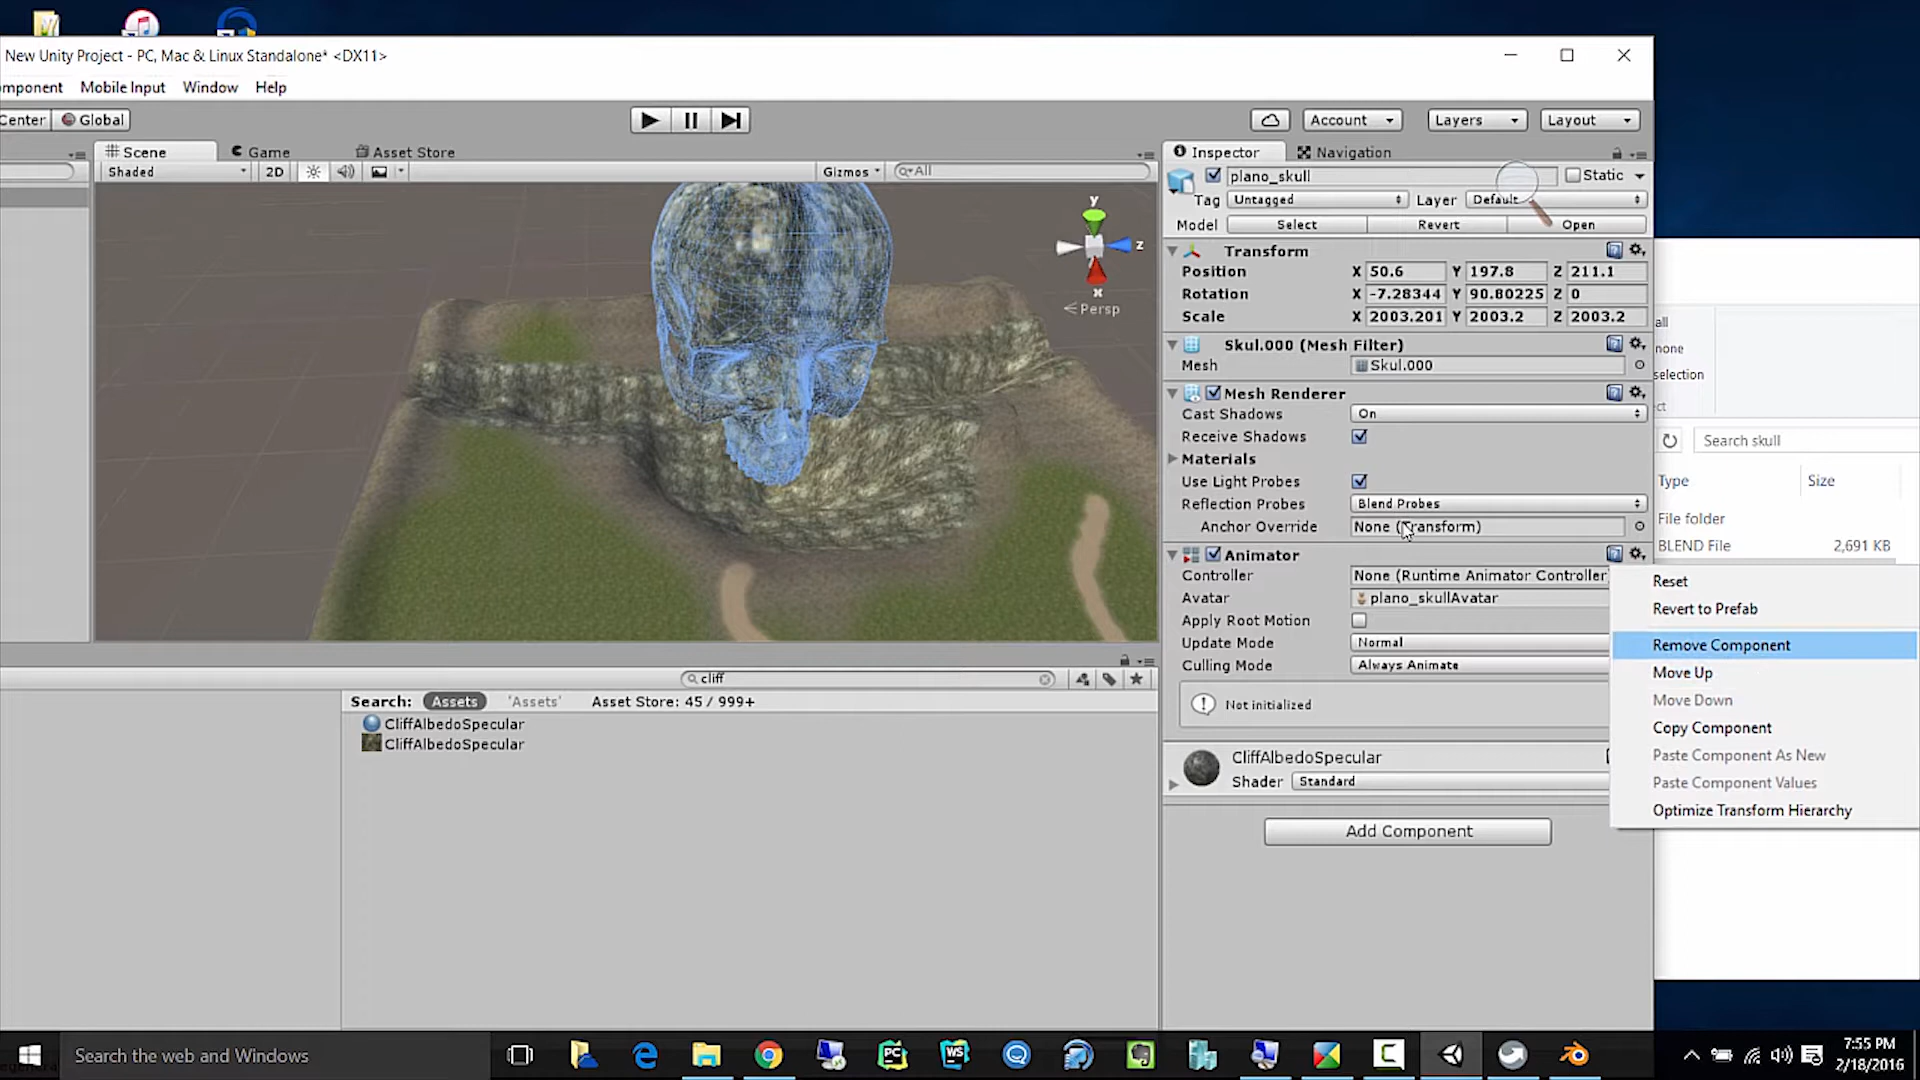 New Unity Project - PC, Mac & Linux Standalone* <DX11>
omponent Mobile Input Window Help
Center Global
Account Layers Layout
Scene Game Asset Store
Shaded 2D Gizmos All
y
z
x
Persp
Inspector Navigation
plano_skull Static
Tag Untagged Layer Default
Model Select Revert Open
Transform
Position X 50.6 Y 197.8 Z 211.1
Rotation X -7.28344 Y 90.80225 Z 0
Scale X 2003.201 Y 2003.2 Z 2003.2
Skul.000 (Mesh Filter)
Mesh Skul.000
Mesh Renderer
Cast Shadows On
Receive Shadows
Materials
Use Light Probes
Reflection Probes Blend Probes
Anchor Override None (Transform)
Animator
Controller None (Runtime Animator Controller)
Avatar plano_skullAvatar
Apply Root Motion
Update Mode Normal
Culling Mode Always Animate
Not initialized
CliffAlbedoSpecular
Shader Standard
Add Component
Reset
Revert to Prefab
Remove Component
Move Up
Move Down
Copy Component
Paste Component As New
Paste Component Values
Optimize Transform Hierarchy
all
none
selection
Search skull
Type Size
File folder
BLEND File 2,691 KB
cliff
Search: Assets 'Assets' Asset Store: 45 / 999+
CliffAlbedoSpecular
CliffAlbedoSpecular
Search the web and Windows
PC
WS
C
7:55 PM
2/18/2016